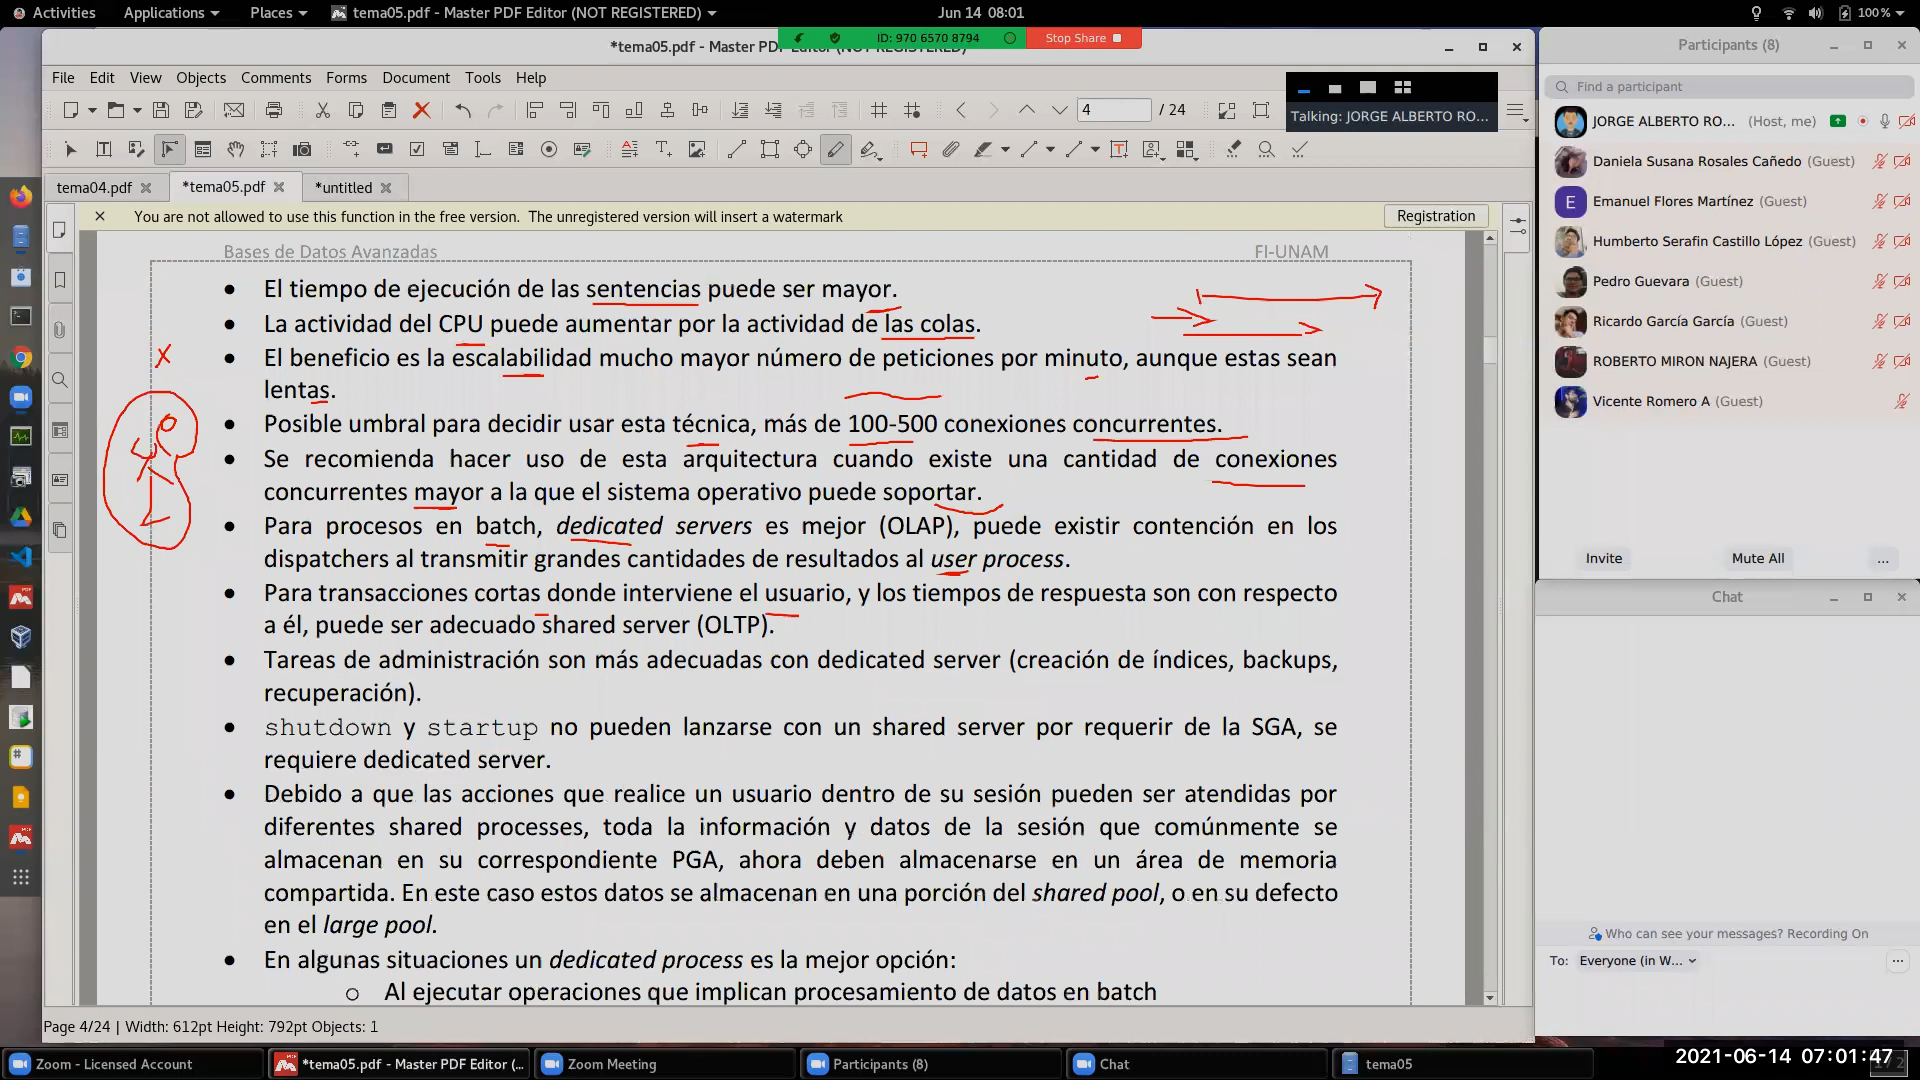 Activities
Applications
Places
tema05.pdf - Master PDF Editor (NOT REGISTERED)
Jun 14 08:01
100%
*tema05.pdf - Master PD
ID: 970 6570 8794
Stop Share
File Edit View Objects Comments Forms Document Tools Help
4 / 24
Talking: JORGE ALBERTO RO...
tema04.pdf
*tema05.pdf
*untitled
You are not allowed to use this function in the free version. The unregistered version will insert a watermark
Registration
Bases de Datos Avanzadas
FI-UNAM
• El tiempo de ejecución de las sentencias puede ser mayor.
• La actividad del CPU puede aumentar por la actividad de las colas.
• El beneficio es la escalabilidad mucho mayor número de peticiones por minuto, aunque estas sean
lentas.
• Posible umbral para decidir usar esta técnica, más de 100-500 conexiones concurrentes.
• Se recomienda hacer uso de esta arquitectura cuando existe una cantidad de conexiones
concurrentes mayor a la que el sistema operativo puede soportar.
• Para procesos en batch, dedicated servers es mejor (OLAP), puede existir contención en los
dispatchers al transmitir grandes cantidades de resultados al user process.
• Para transacciones cortas donde interviene el usuario, y los tiempos de respuesta son con respecto
a él, puede ser adecuado shared server (OLTP).
• Tareas de administración son más adecuadas con dedicated server (creación de índices, backups,
recuperación).
• shutdown y startup no pueden lanzarse con un shared server por requerir de la SGA, se
requiere dedicated server.
• Debido a que las acciones que realice un usuario dentro de su sesión pueden ser atendidas por
diferentes shared processes, toda la información y datos de la sesión que comúnmente se
almacenan en su correspondiente PGA, ahora deben almacenarse en un área de memoria
compartida. En este caso estos datos se almacenan en una porción del shared pool, o en su defecto
en el large pool.
• En algunas situaciones un dedicated process es la mejor opción:
o Al ejecutar operaciones que implican procesamiento de datos en batch
Page 4/24 | Width: 612pt Height: 792pt Objects: 1
Participants (8)
Find a participant
JORGE ALBERTO RO... (Host, me)
Daniela Susana Rosales Cañedo (Guest)
E Emanuel Flores Martínez (Guest)
Humberto Serafin Castillo López (Guest)
Pedro Guevara (Guest)
Ricardo García García (Guest)
ROBERTO MIRON NAJERA (Guest)
Vicente Romero A (Guest)
Invite
Mute All
...
Chat
Who can see your messages? Recording On
To: Everyone (in W...
Zoom - Licensed Account
*tema05.pdf - Master PDF Editor (...
Zoom Meeting
Participants (8)
Chat
tema05
2021-06-14 07:01:47